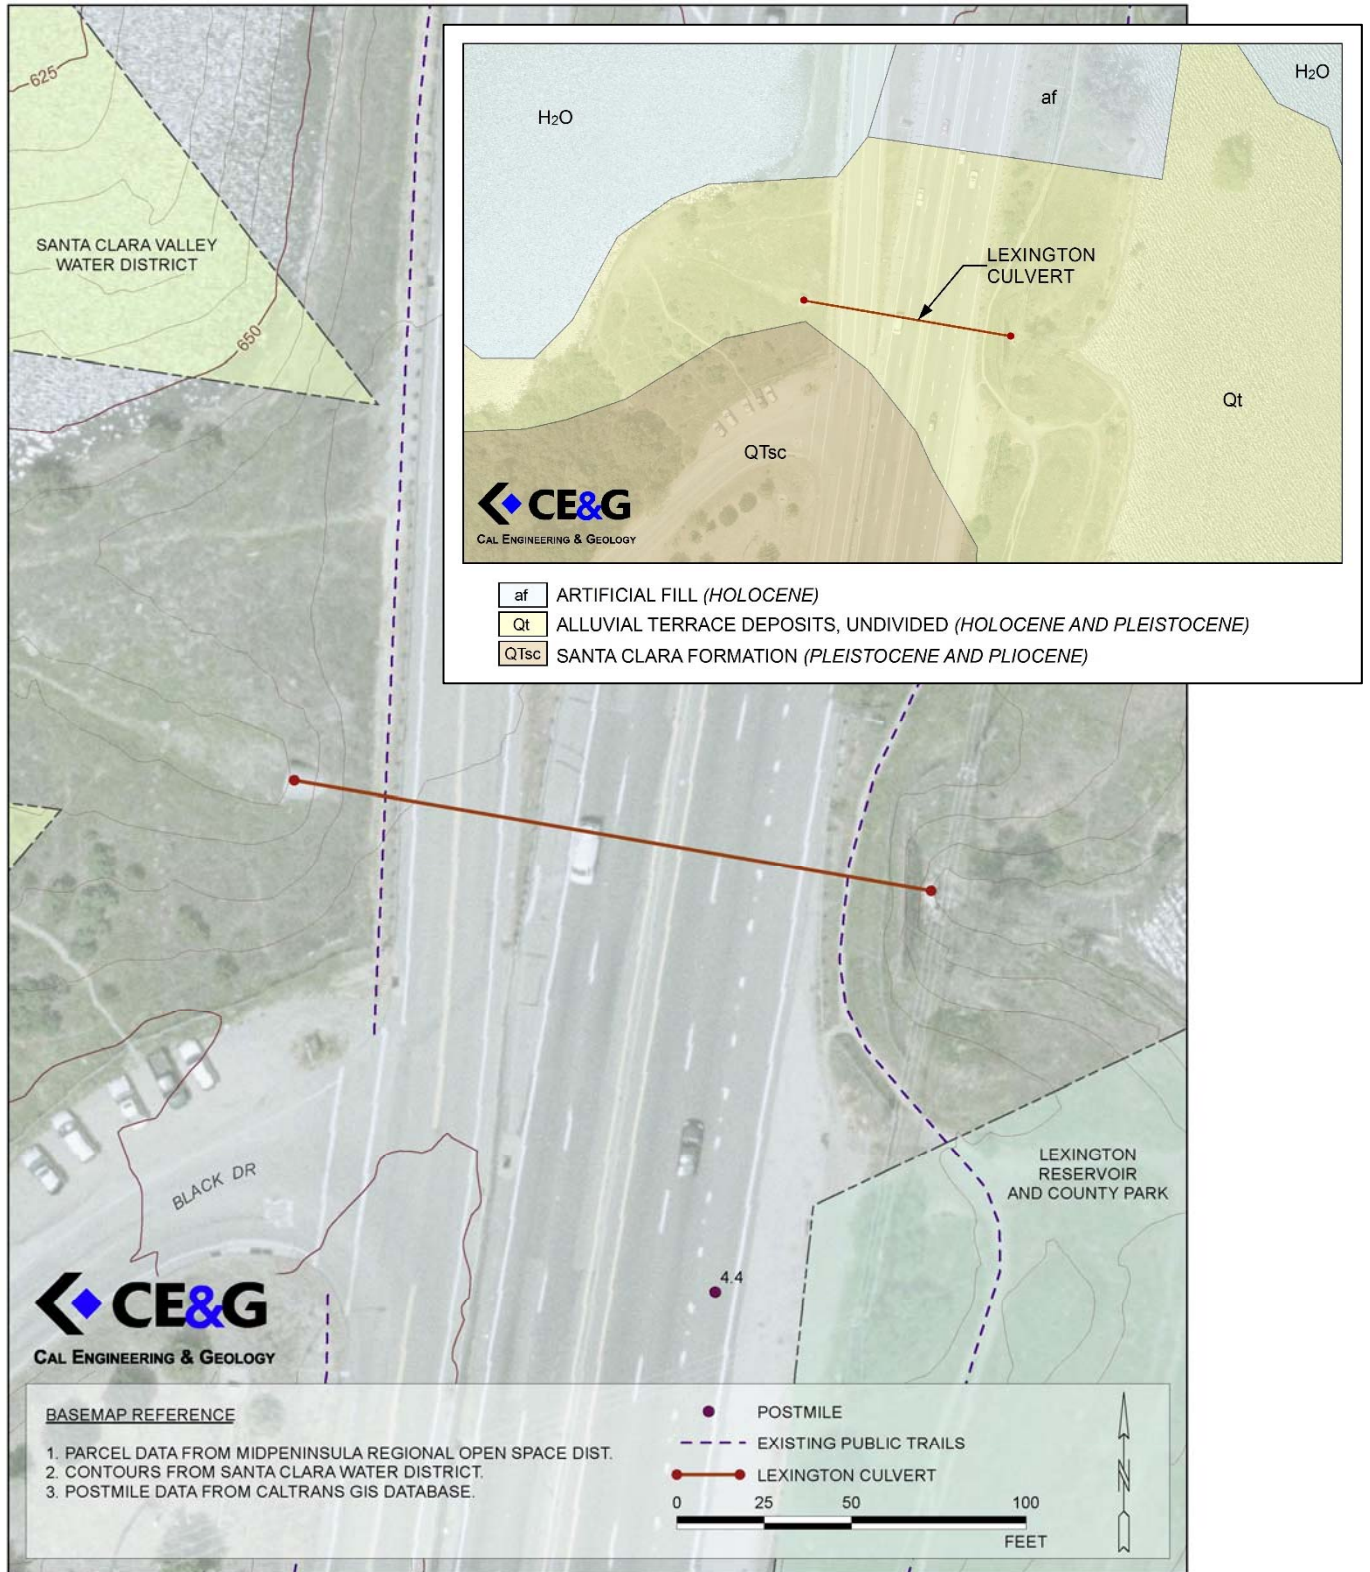 625
SANTA CLARA VALLEY
WATER DISTRICT
650
H₂O
af
H₂O
LEXINGTON
CULVERT
Qt
QTsc
CE&G
CAL ENGINEERING & GEOLOGY
af ARTIFICIAL FILL (HOLOCENE)
Qt ALLUVIAL TERRACE DEPOSITS, UNDIVIDED (HOLOCENE AND PLEISTOCENE)
QTsc SANTA CLARA FORMATION (PLEISTOCENE AND PLIOCENE)
LEXINGTON
RESERVOIR
AND COUNTY PARK
BLACK DR
4.4
CE&G
CAL ENGINEERING & GEOLOGY
BASEMAP REFERENCE
1. PARCEL DATA FROM MIDPENINSULA REGIONAL OPEN SPACE DIST.
2. CONTOURS FROM SANTA CLARA WATER DISTRICT.
3. POSTMILE DATA FROM CALTRANS GIS DATABASE.
POSTMILE
EXISTING PUBLIC TRAILS
LEXINGTON CULVERT
0 25 50 100
FEET
N